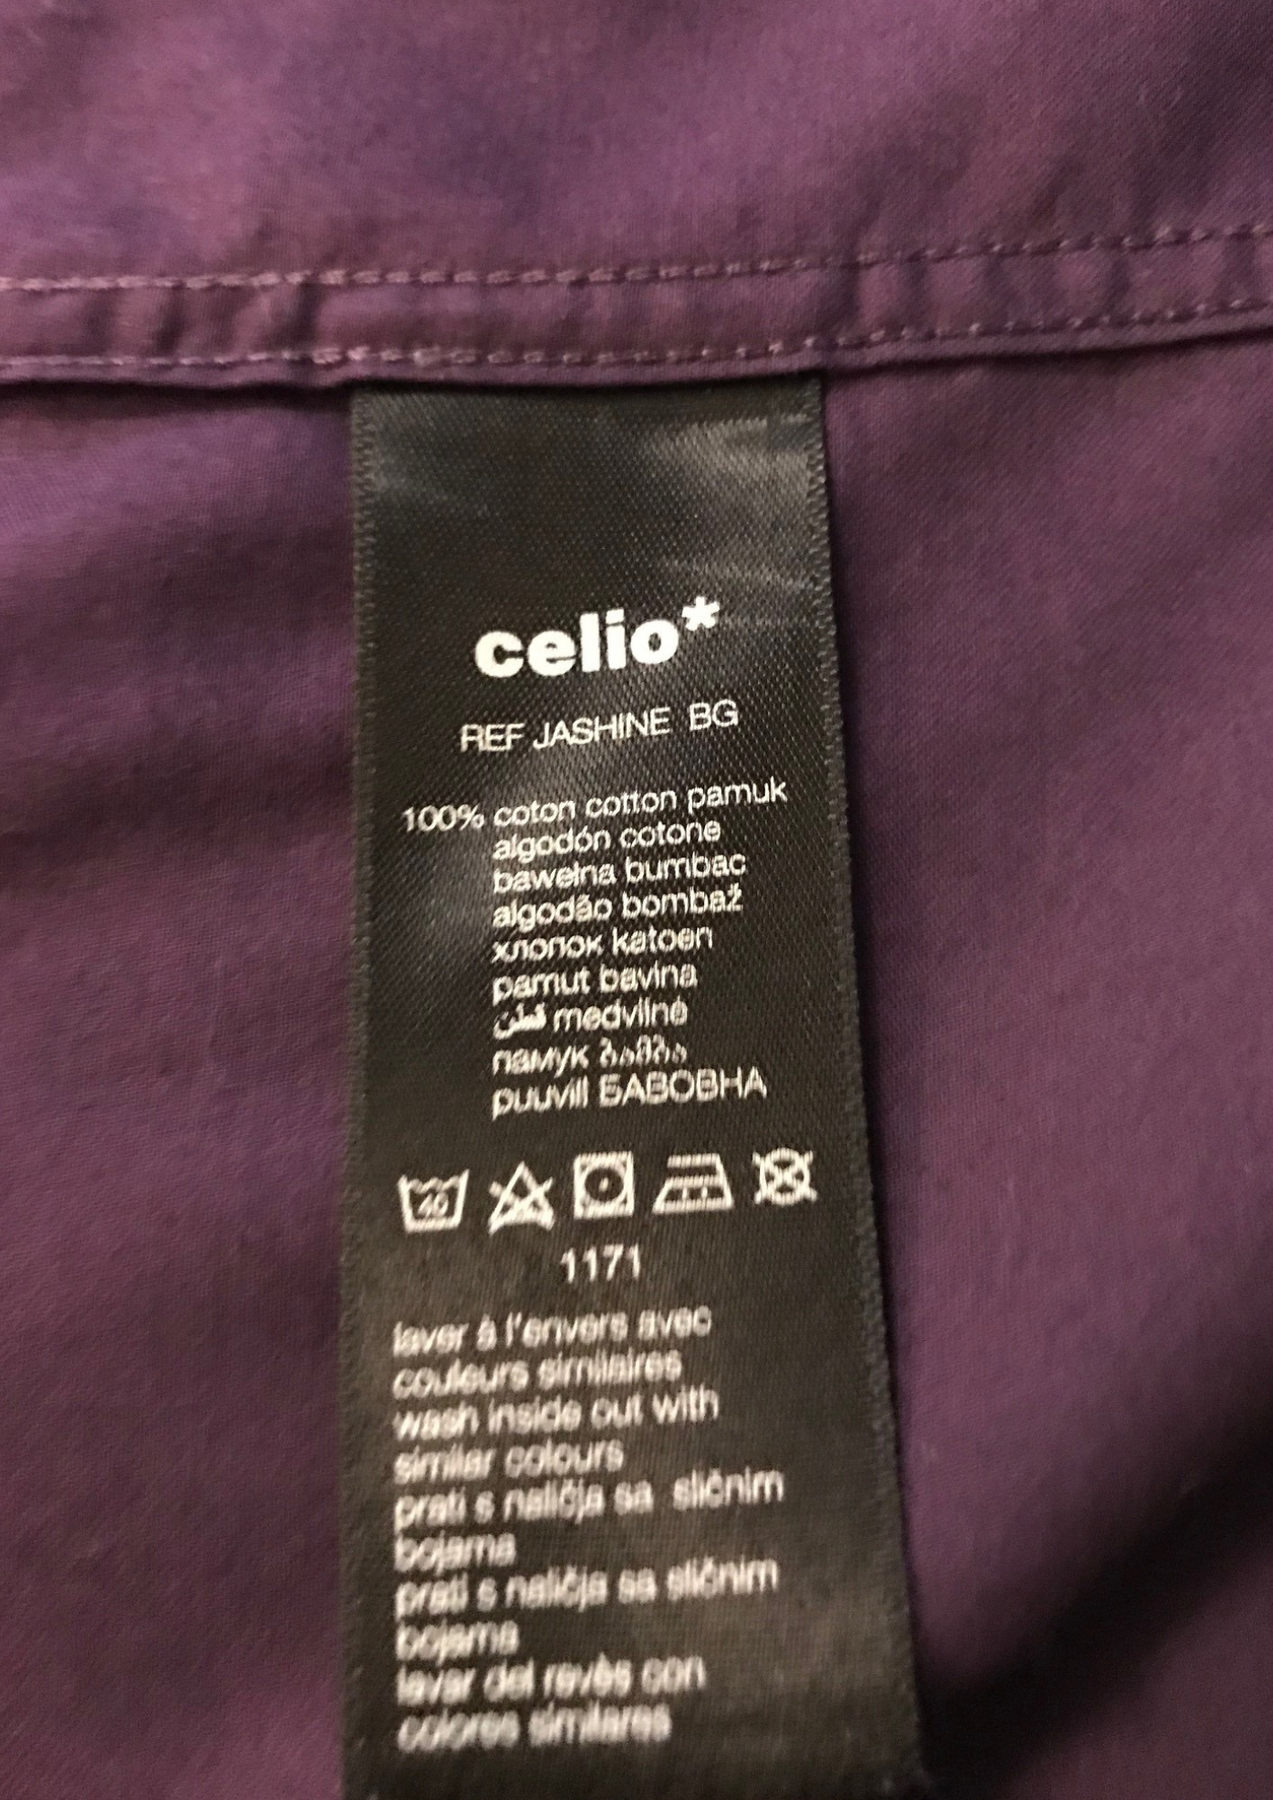 celio*
REF JASHINE BG
100% coton cotton pamuk
algodón cotone
bawełna bumbac
algodão bombaž
хлопок katoen
pamut bavlna
قطن medvilnė
памук ბამბა
puuvill БАВОВНА
40
1171
laver à l'envers avec
couleurs similaires
wash inside out with
similar colours
prati s naličja sa sličnim
bojama
prati s naličja sa sličnim
bojama
lavar del revés con
colores similares